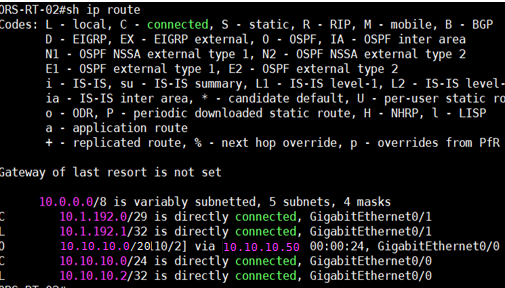 ORS-RT-02#sh ip route
Codes: L - local, C - connected, S - static, R - RIP, M - mobile, B - BGP
D - EIGRP, EX - EIGRP external, O - OSPF, IA - OSPF inter area
N1 - OSPF NSSA external type 1, N2 - OSPF NSSA external type 2
E1 - OSPF external type 1, E2 - OSPF external type 2
i - IS-IS, su - IS-IS summary, L1 - IS-IS level-1, L2 - IS-IS level-
ia - IS-IS inter area, * - candidate default, U - per-user static ro
o - ODR, P - periodic downloaded static route, H - NHRP, l - LISP
a - application route
+ - replicated route, % - next hop override, p - overrides from PfR
Gateway of last resort is not set
10.0.0.0/8 is variably subnetted, 5 subnets, 4 masks
C 10.1.192.0/29 is directly connected, GigabitEthernet0/1
L 10.1.192.1/32 is directly connected, GigabitEthernet0/1
O 10.10.10.0/20[10/2] via 10.10.10.50 00:00:24, GigabitEthernet0/0
C 10.10.10.0/24 is directly connected, GigabitEthernet0/0
L 10.10.10.2/32 is directly connected, GigabitEthernet0/0
ORS-RT-02#